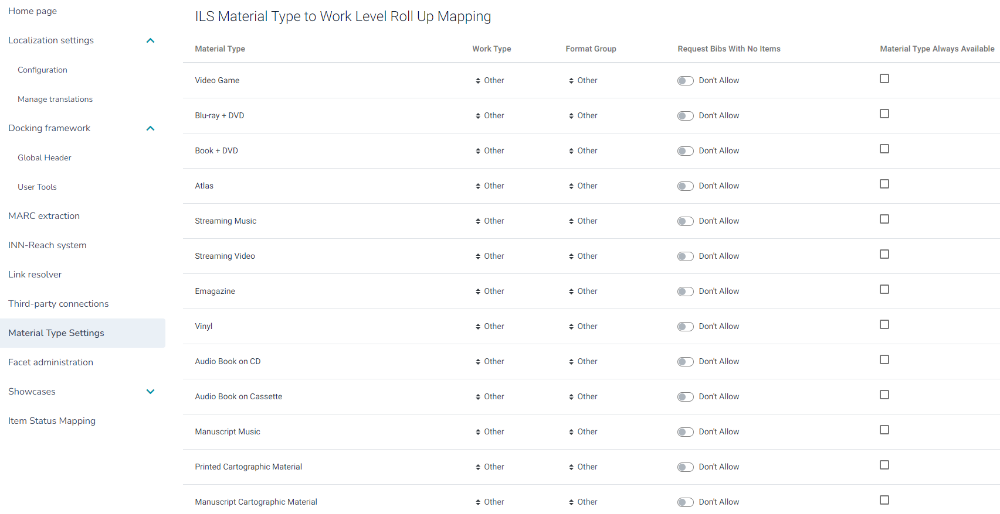 Home page
Localization settings
Configuration
Manage translations
Docking framework
Global Header
User Tools
MARC extraction
INN-Reach system
Link resolver
Third-party connections
Material Type Settings
Facet administration
Showcases
Item Status Mapping
ILS Material Type to Work Level Roll Up Mapping
Material Type Work Type Format Group Request Bibs With No Items Material Type Always Available
Video Game Other Other Don't Allow
Blu-ray + DVD Other Other Don't Allow
Book + DVD Other Other Don't Allow
Atlas Other Other Don't Allow
Streaming Music Other Other Don't Allow
Streaming Video Other Other Don't Allow
Emagazine Other Other Don't Allow
Vinyl Other Other Don't Allow
Audio Book on CD Other Other Don't Allow
Audio Book on Cassette Other Other Don't Allow
Manuscript Music Other Other Don't Allow
Printed Cartographic Material Other Other Don't Allow
Manuscript Cartographic Material Other Other Don't Allow